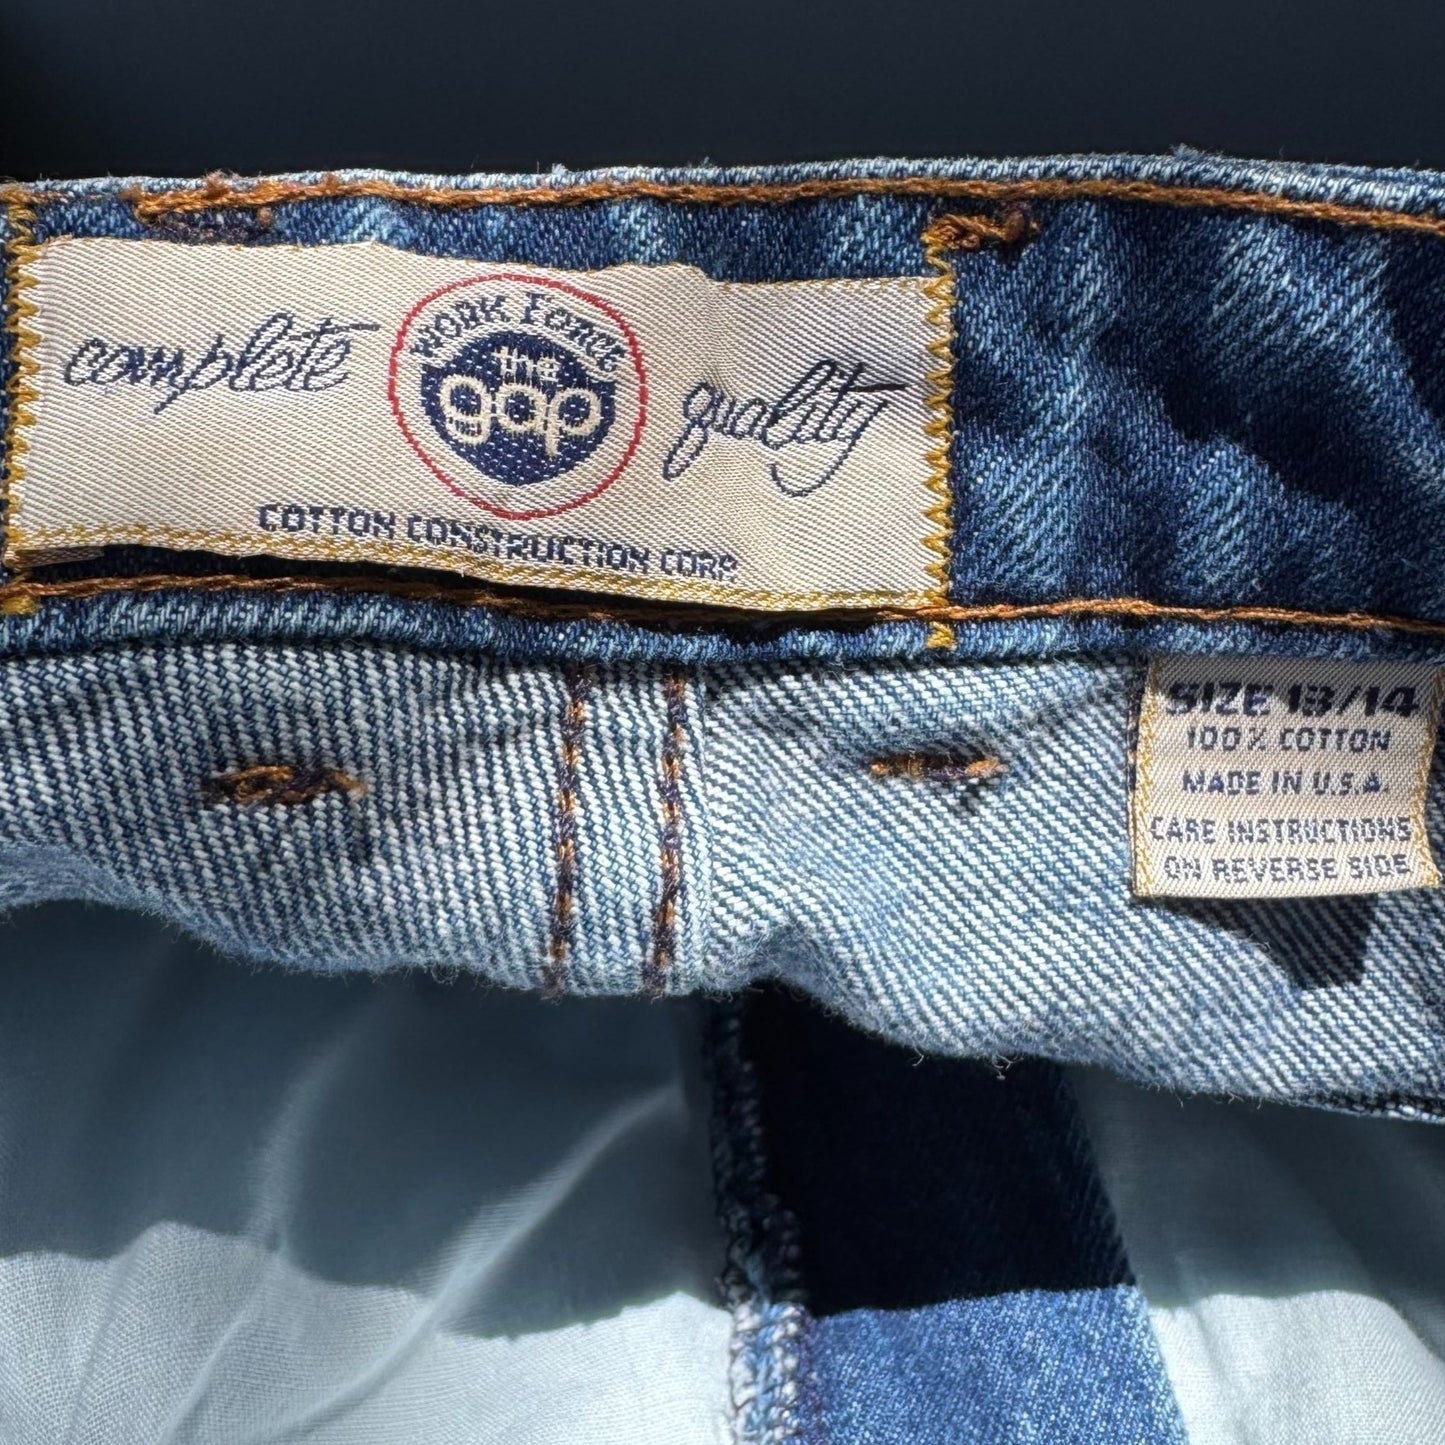 complete
WORK FORCE
the
gap
quality
COTTON CONSTRUCTION CORP
SIZE 13/14
100% COTTON
MADE IN U.S.A.
CARE INSTRUCTIONS
ON REVERSE SIDE